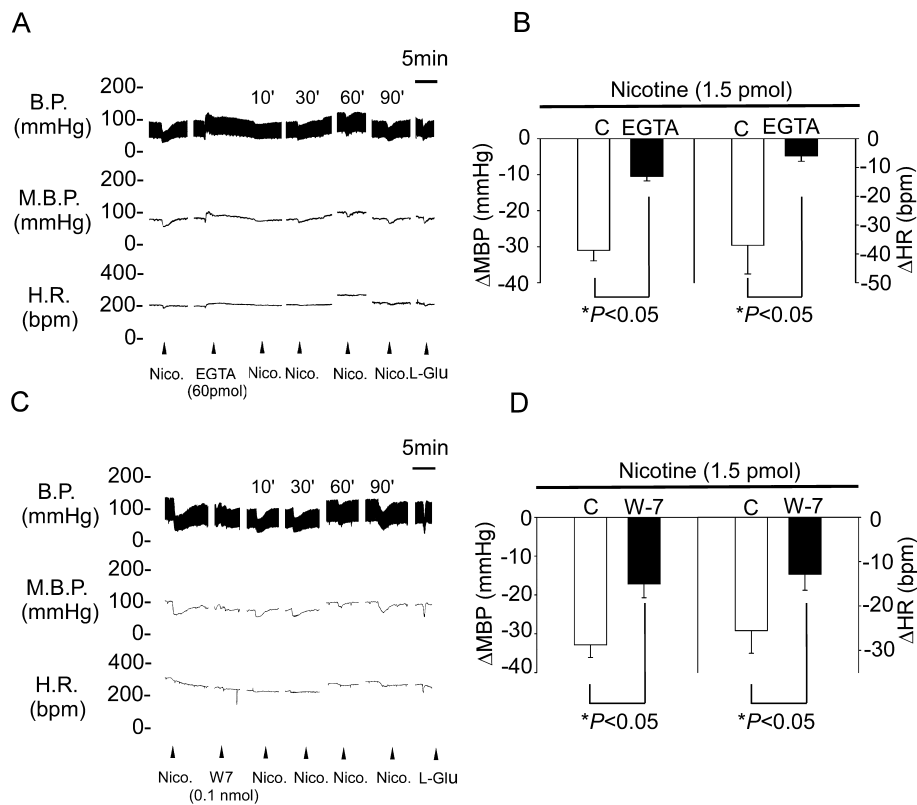 A
5min
200-
10' 30' 60' 90'
B.P.
(mmHg)
100-
0-
200-
M.B.P.
(mmHg)
100-
0-
400-
H.R.
(bpm)
200-
0-
Nico. EGTA Nico. Nico. Nico. Nico. L-Glu
(60pmol)
B
Nicotine (1.5 pmol)
C EGTA C EGTA
0
-10
-20
-30
-40
ΔMBP (mmHg)
0
-10
-20
-30
-40
-50
ΔHR (bpm)
*P<0.05 *P<0.05
C
5min
200-
10' 30' 60' 90'
B.P.
(mmHg)
100-
0-
200-
M.B.P.
(mmHg)
100-
0-
400-
H.R.
(bpm)
200-
0-
Nico. W7 Nico. Nico. Nico. Nico. L-Glu
(0.1 nmol)
D
Nicotine (1.5 pmol)
C W-7 C W-7
0
-10
-20
-30
-40
ΔMBP (mmHg)
0
-10
-20
-30
ΔHR (bpm)
*P<0.05 *P<0.05